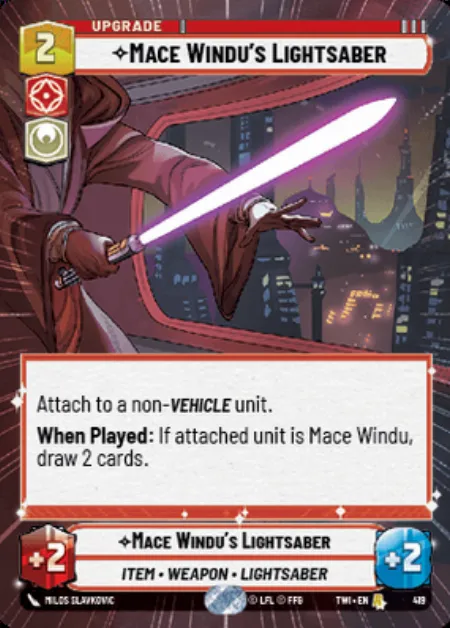 UPGRADE
2
✧MACE WINDU'S LIGHTSABER
Attach to a non-VEHICLE unit.
When Played: If attached unit is Mace Windu,
draw 2 cards.
✧MACE WINDU'S LIGHTSABER
+2
+2
ITEM • WEAPON • LIGHTSABER
MILOS SLAVKOVIC
© LFL © FFG
TWI • EN
419